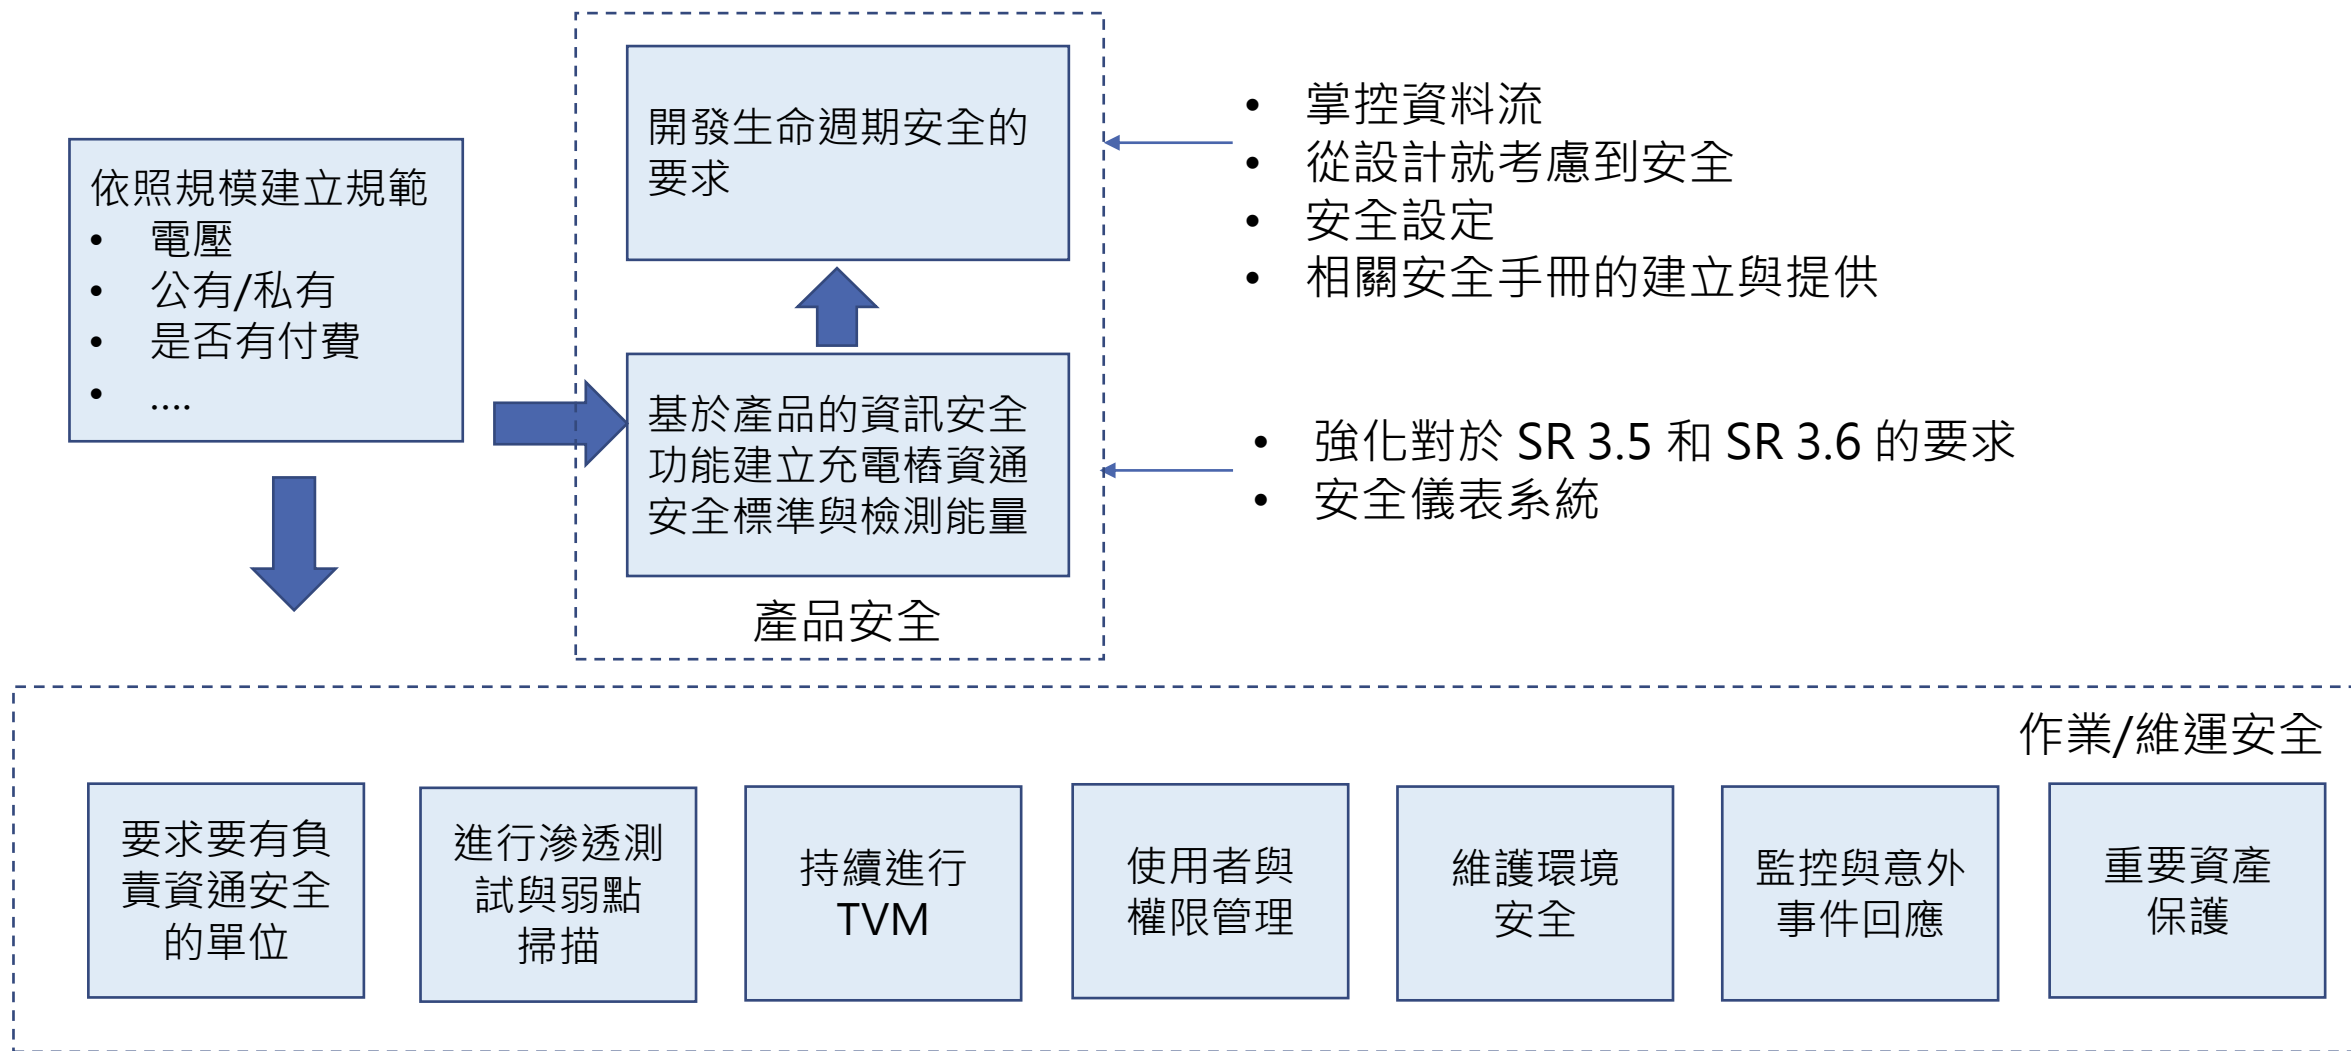 依照規模建立規範
• 電壓
• 公有/私有
• 是否有付費
• ....
開發生命週期安全的
要求
基於產品的資訊安全
功能建立充電樁資通
安全標準與檢測能量
產品安全
• 掌控資料流
• 從設計就考慮到安全
• 安全設定
• 相關安全手冊的建立與提供
• 強化對於 SR 3.5 和 SR 3.6 的要求
• 安全儀表系統
作業/維運安全
要求要有負
責資通安全
的單位
進行滲透測
試與弱點
掃描
持續進行
TVM
使用者與
權限管理
維護環境
安全
監控與意外
事件回應
重要資產
保護